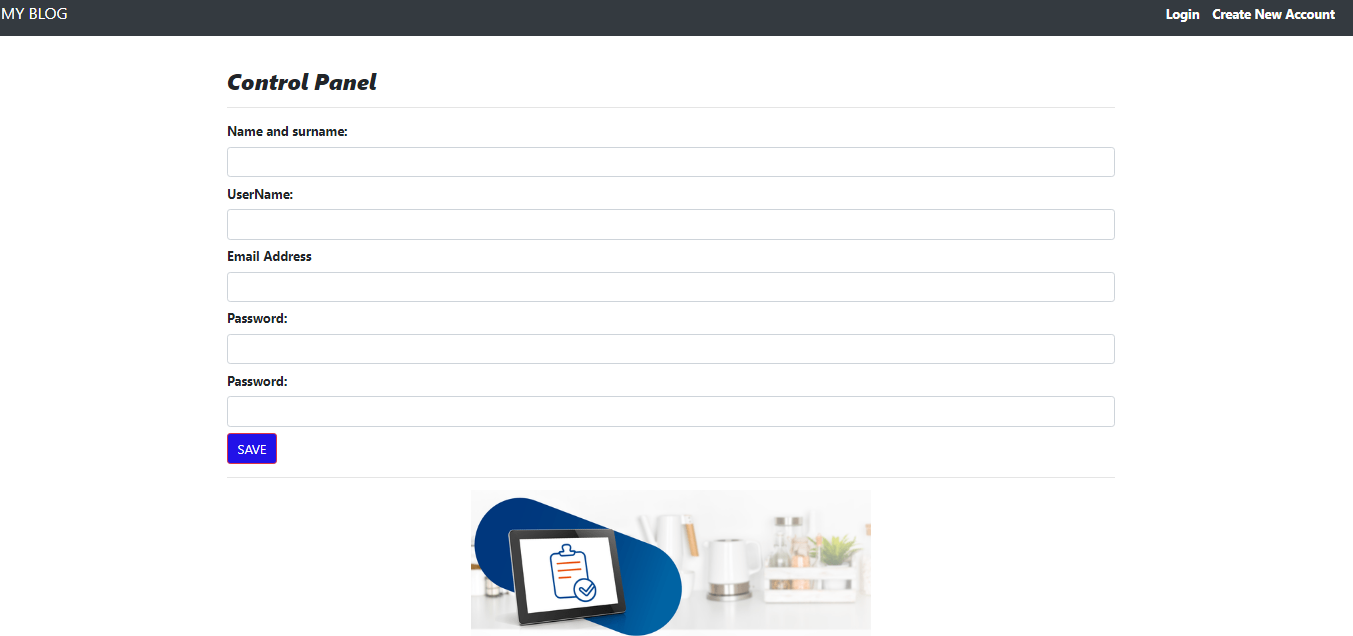 MY BLOG
Login Create New Account
Control Panel
Name and surname:
UserName:
Email Address
Password:
Password:
SAVE